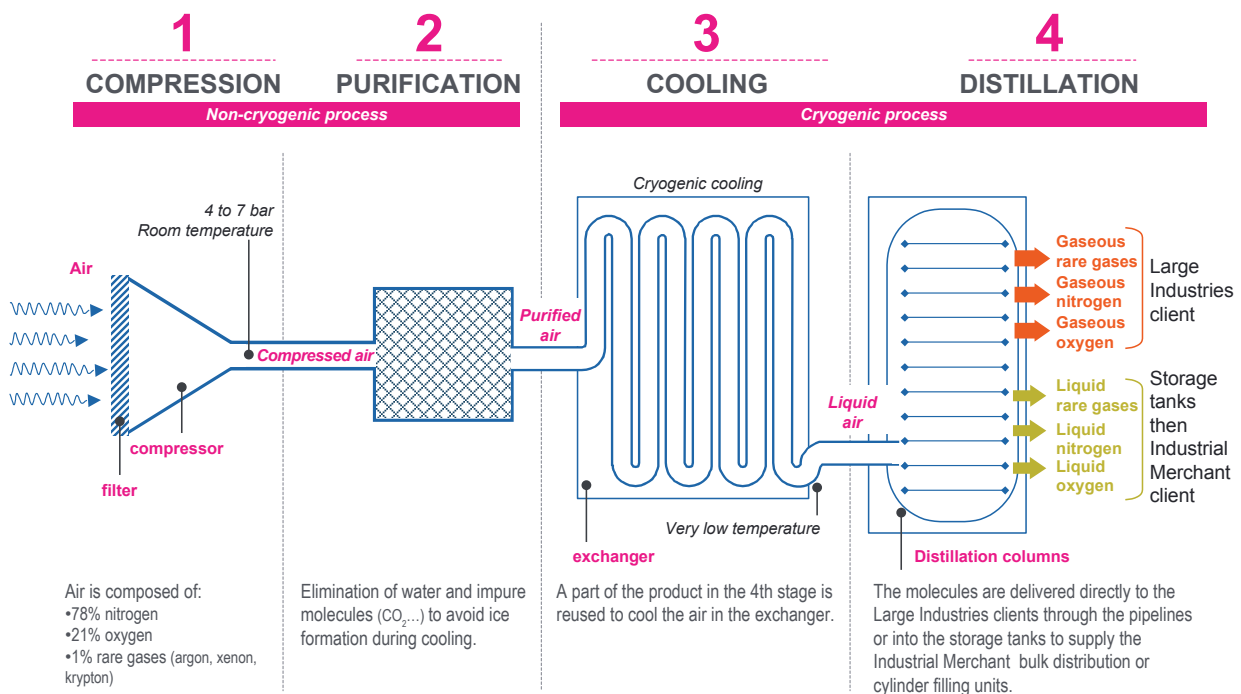 1
COMPRESSION
2
PURIFICATION
3
COOLING
4
DISTILLATION
Non-cryogenic process
Cryogenic process
4 to 7 bar
Room temperature
Air
Compressed air
compressor
filter
Purified
air
Cryogenic cooling
Liquid
air
Very low temperature
exchanger
Gaseous
rare gases
Gaseous
nitrogen
Gaseous
oxygen
Large
Industries
client
Liquid
rare gases
Liquid
nitrogen
Liquid
oxygen
Storage
tanks
then
Industrial
Merchant
client
Distillation columns
Air is composed of:
•78% nitrogen
•21% oxygen
•1% rare gases (argon, xenon,
krypton)
Elimination of water and impure
molecules (CO₂...) to avoid ice
formation during cooling.
A part of the product in the 4th stage is
reused to cool the air in the exchanger.
The molecules are delivered directly to the
Large Industries clients through the pipelines
or into the storage tanks to supply the
Industrial Merchant bulk distribution or
cylinder filling units.